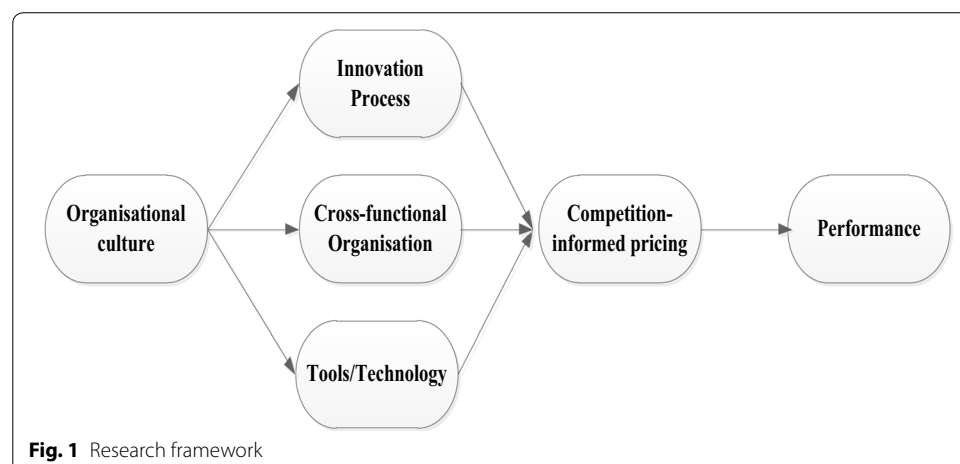 Innovation
Process
Organisational
culture
Cross-functional
Organisation
Competition-
informed pricing
Performance
Tools/Technology
Fig. 1 Research framework